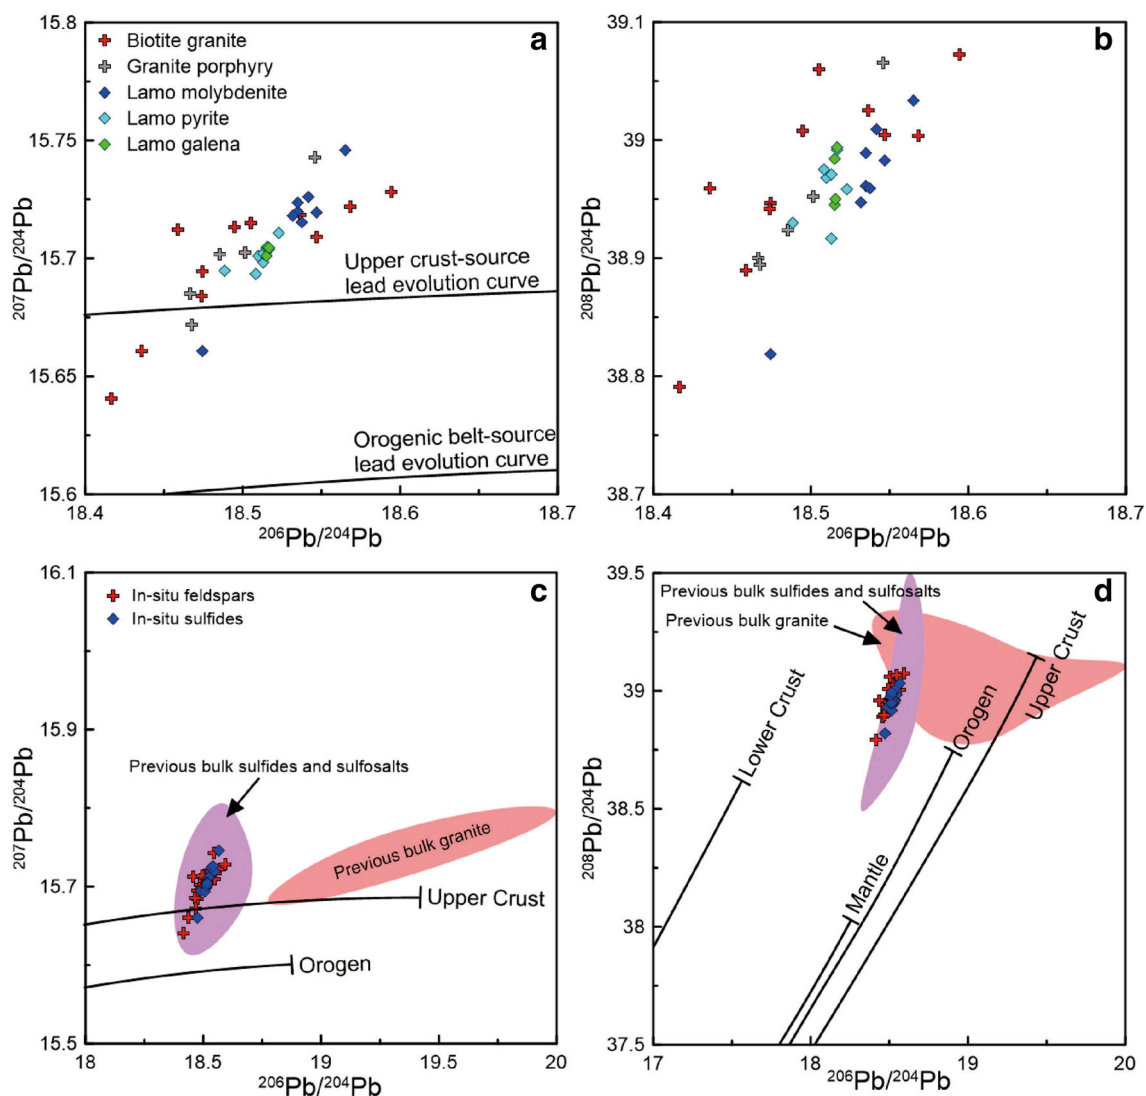 a
15.8
15.75
15.7
15.65
15.6
207Pb/204Pb
Biotite granite
Granite porphyry
Lamo molybdenite
Lamo pyrite
Lamo galena
Upper crust-source
lead evolution curve
Orogenic belt-source
lead evolution curve
18.4
18.5
18.6
18.7
206Pb/204Pb
b
39.1
39
38.9
38.8
38.7
208Pb/204Pb
18.4
18.5
18.6
18.7
206Pb/204Pb
c
16.1
15.9
15.7
15.5
207Pb/204Pb
In-situ feldspars
In-situ sulfides
Previous bulk sulfides and sulfosalts
Previous bulk granite
Upper Crust
Orogen
18
18.5
19
19.5
20
206Pb/204Pb
d
39.5
39
38.5
38
37.5
208Pb/204Pb
Previous bulk sulfides and sulfosalts
Previous bulk granite
Lower Crust
Mantle
Orogen
Upper Crust
17
18
19
20
206Pb/204Pb